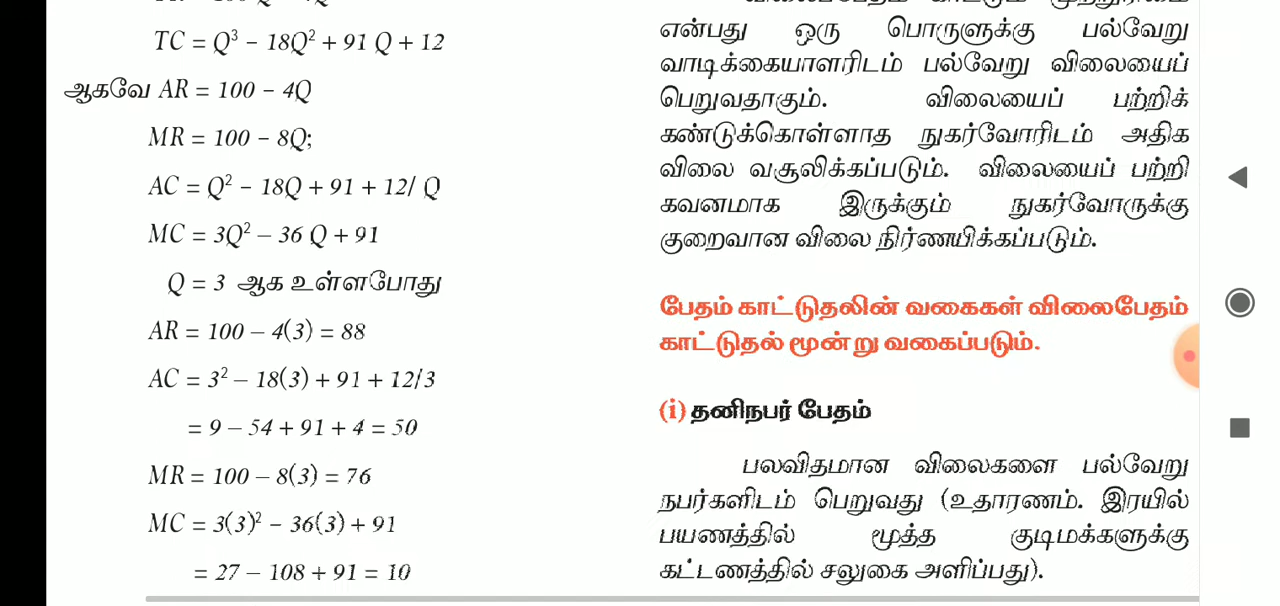 TC = Q³ – 18Q² + 91 Q + 12
ஆகவே AR = 100 – 4Q
MR = 100 – 8Q;
AC = Q² – 18Q + 91 + 12/ Q
MC = 3Q² – 36 Q + 91
Q = 3 ஆக உள்ளபோது
AR = 100 – 4(3) = 88
AC = 3² – 18(3) + 91 + 12/3
= 9 – 54 + 91 + 4 = 50
MR = 100 – 8(3) = 76
MC = 3(3)² – 36(3) + 91
= 27 – 108 + 91 = 10
என்பது ஒரு பொருளுக்கு பல்வேறு
வாடிக்கையாளரிடம் பல்வேறு விலையைப்
பெறுவதாகும். விலையைப் பற்றிக்
கண்டுக்கொள்ளாத நுகர்வோரிடம் அதிக
விலை வசூலிக்கப்படும். விலையைப் பற்றி
கவனமாக இருக்கும் நுகர்வோருக்கு
குறைவான விலை நிர்ணயிக்கப்படும்.
பேதம் காட்டுதலின் வகைகள் விலைபேதம்
காட்டுதல் மூன்று வகைப்படும்.
(i) தனிநபர் பேதம்
பலவிதமான விலைகளை பல்வேறு
நபர்களிடம் பெறுவது (உதாரணம். இரயில்
பயணத்தில் மூத்த குடிமக்களுக்கு
கட்டணத்தில் சலுகை அளிப்பது).